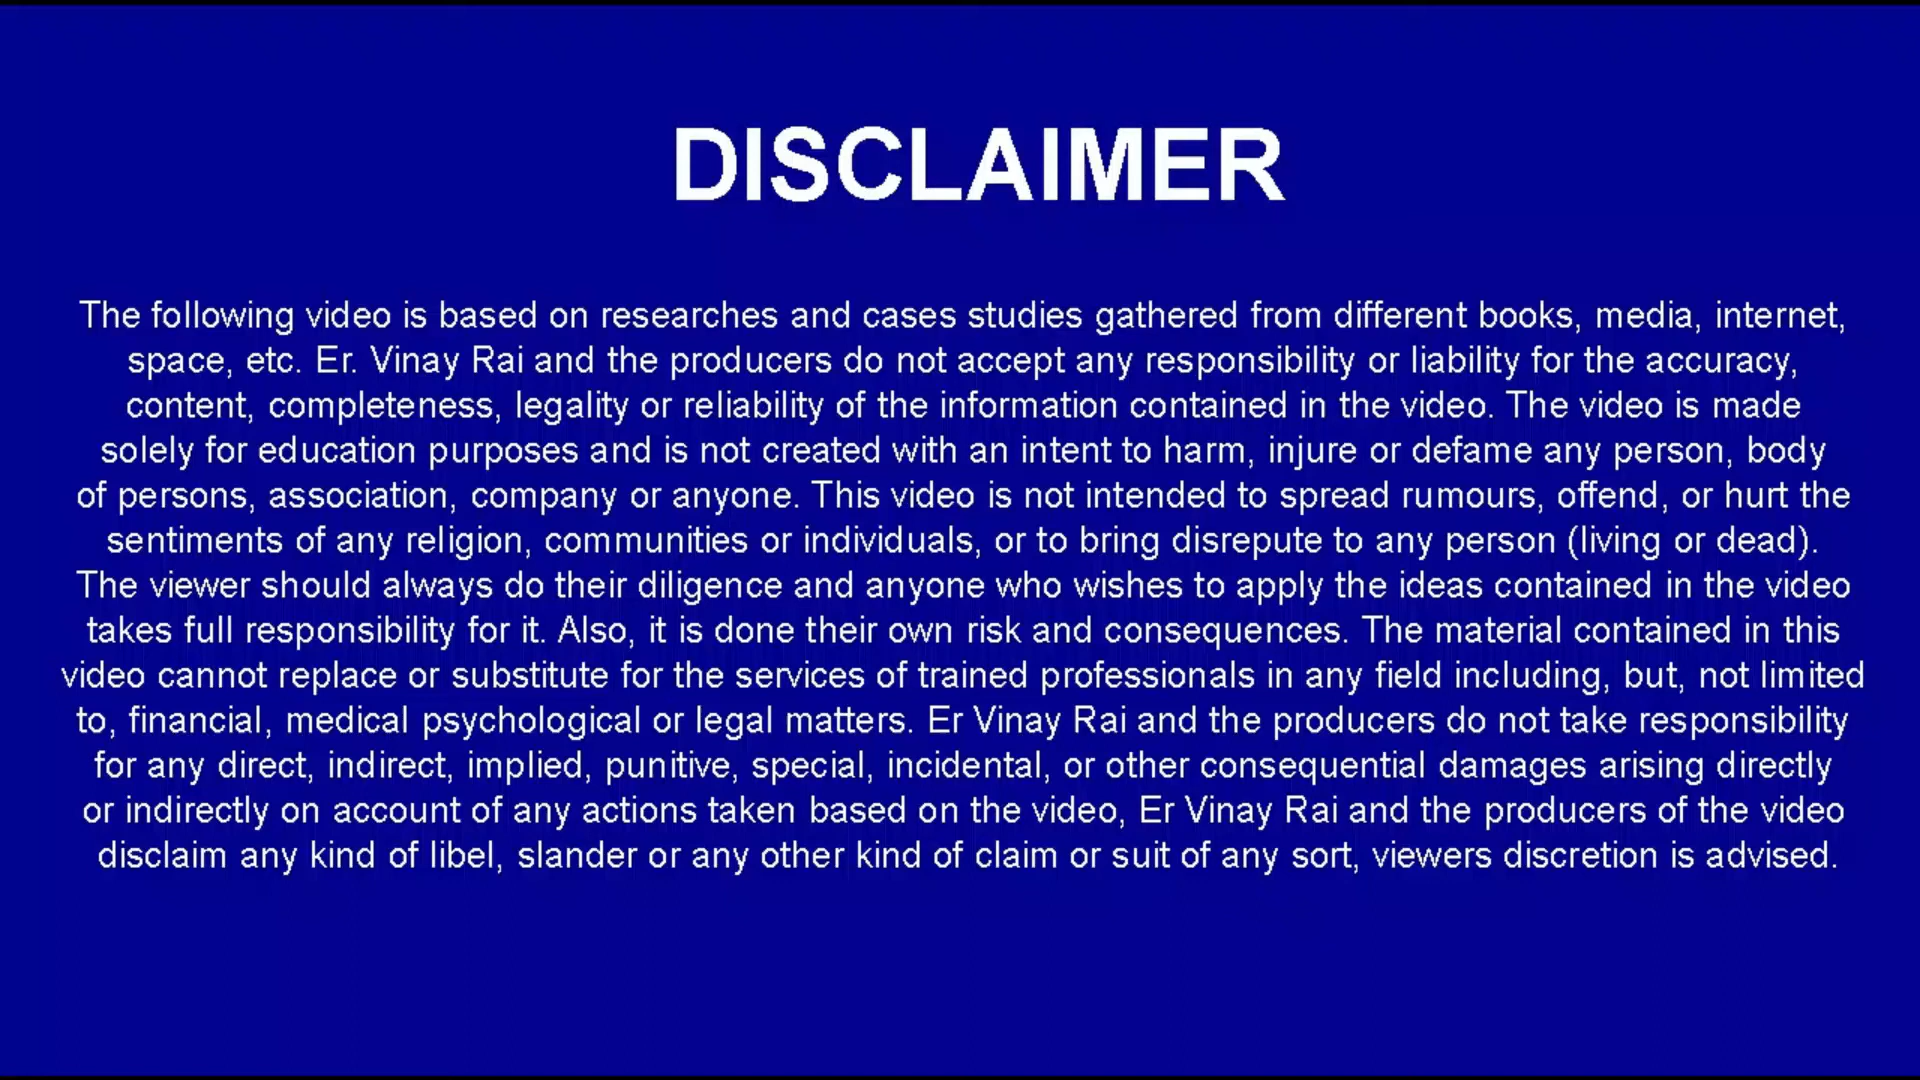 DISCLAIMER
The following video is based on researches and cases studies gathered from different books, media, internet,
space, etc. Er. Vinay Rai and the producers do not accept any responsibility or liability for the accuracy,
content, completeness, legality or reliability of the information contained in the video. The video is made
solely for education purposes and is not created with an intent to harm, injure or defame any person, body
of persons, association, company or anyone. This video is not intended to spread rumours, offend, or hurt the
sentiments of any religion, communities or individuals, or to bring disrepute to any person (living or dead).
The viewer should always do their diligence and anyone who wishes to apply the ideas contained in the video
takes full responsibility for it. Also, it is done their own risk and consequences. The material contained in this
video cannot replace or substitute for the services of trained professionals in any field including, but, not limited
to, financial, medical psychological or legal matters. Er Vinay Rai and the producers do not take responsibility
for any direct, indirect, implied, punitive, special, incidental, or other consequential damages arising directly
or indirectly on account of any actions taken based on the video, Er Vinay Rai and the producers of the video
disclaim any kind of libel, slander or any other kind of claim or suit of any sort, viewers discretion is advised.